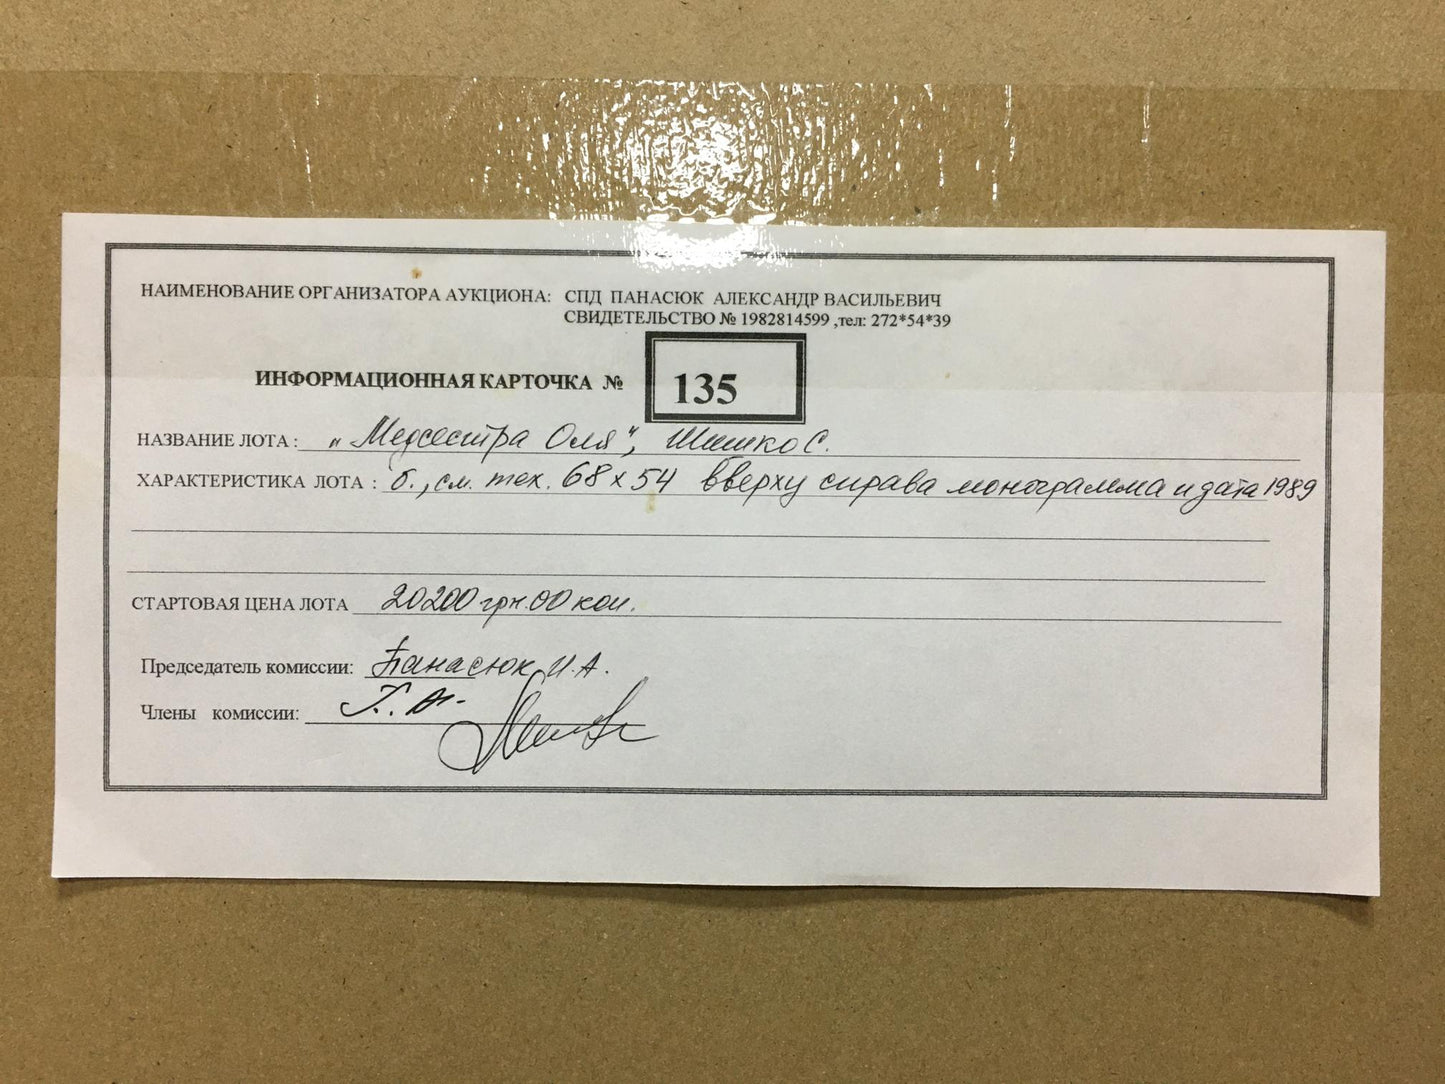 НАИМЕНОВАНИЕ ОРГАНИЗАТОРА АУКЦИОНА: СПД ПАНАСЮК АЛЕКСАНДР ВАСИЛЬЕВИЧ
СВИДЕТЕЛЬСТВО № 1982814599 ,тел: 272*54*39
ИНФОРМАЦИОННАЯ КАРТОЧКА № 135
НАЗВАНИЕ ЛОТА : „Медсестра Оля“, Шишко С.
ХАРАКТЕРИСТИКА ЛОТА : б., см. тех. 68 x 54 вверху справа монограмма и дата 1989
СТАРТОВАЯ ЦЕНА ЛОТА 20200 грн. 00 коп.
Председатель комиссии: Панасюк И. А.
Члены комиссии: